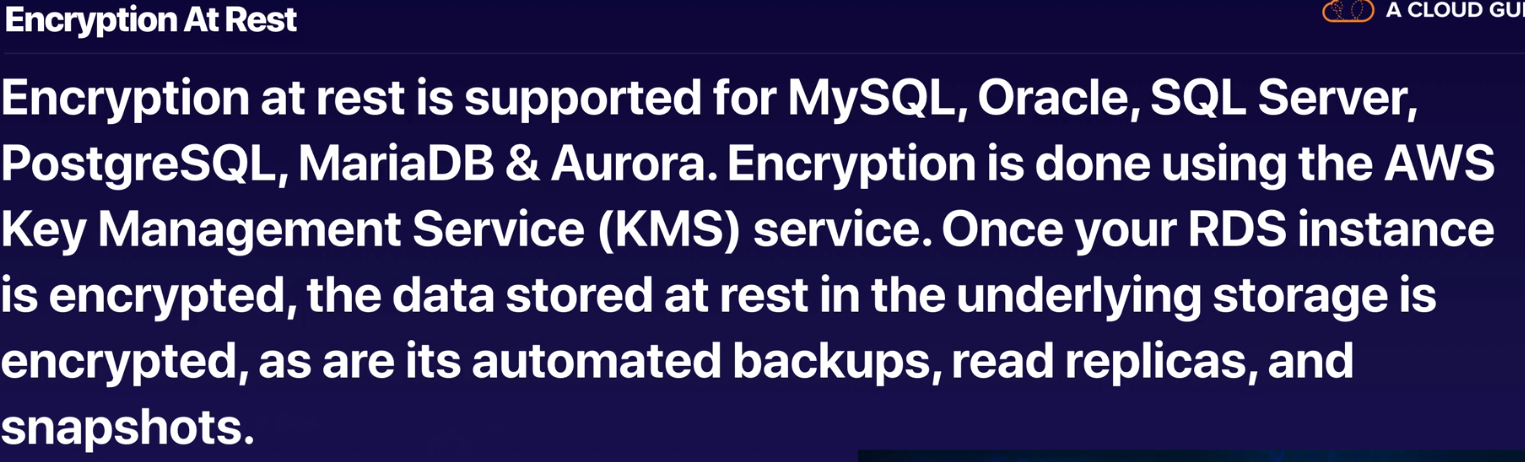 Encryption At Rest
A CLOUD
Encryption at rest is supported for MySQL, Oracle, SQL Server,
PostgreSQL, MariaDB & Aurora. Encryption is done using the AWS
Key Management Service (KMS) service. Once your RDS instance
is encrypted, the data stored at rest in the underlying storage is
encrypted, as are its automated backups, read replicas, and
snapshots.